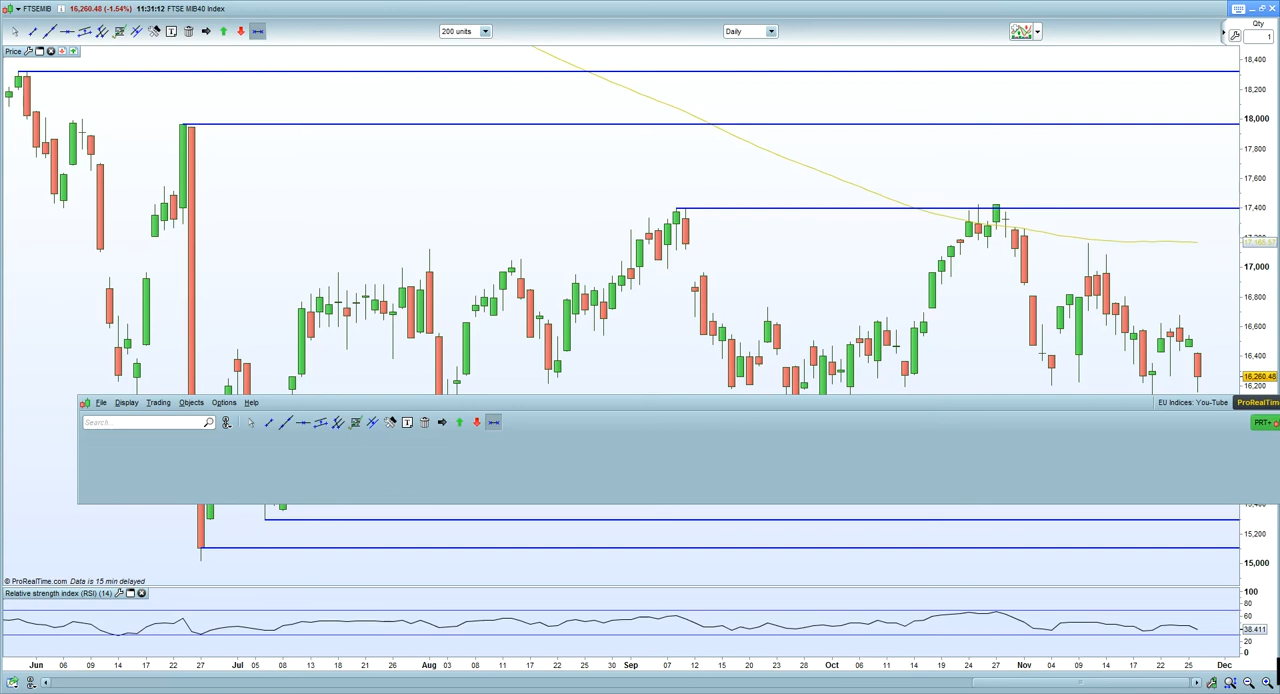 FTSEMIB 16,260.48 (-1.54%) 11:31:12 FTSE MIB40 Index
Qty
200 units
Daily
1
Price
18,400
18,200
18,000
17,800
17,600
17,400
17,000
16,800
16,600
16,400
16,260.48
16,200
File Display Trading Objects Options Help
EU Indices: You-Tube
ProRealTime
Search...
PRT+
15,200
15,000
© ProRealTime.com Data is 15 min delayed
Relative strength index (RSI) (14)
100
80
60
38.411
20
0
Jun 06 09 14 17 22 27 Jul 05 08 13 18 21 26 Aug 03 08 11 17 22 25 30 Sep 07 12 15 20 23 28 Oct 06 11 14 19 24 27 Nov 04 09 14 17 22 25 Dec